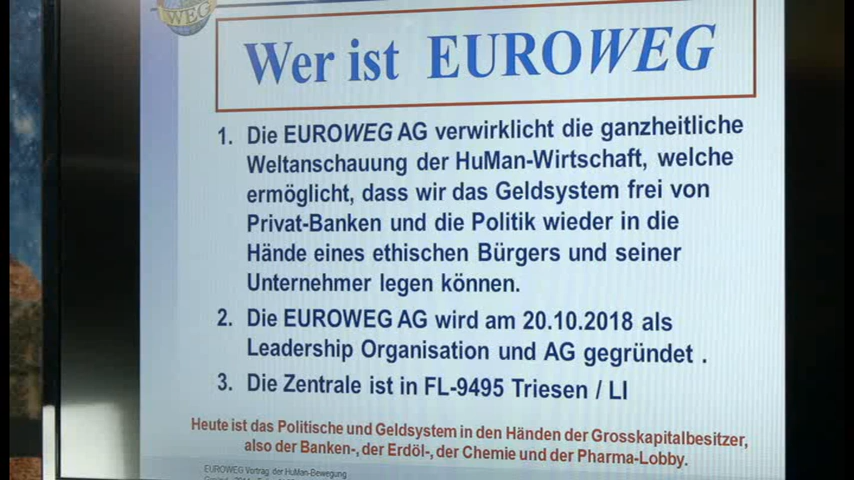 WEG
Wer ist EUROWEG
1. Die EUROWEG AG verwirklicht die ganzheitliche
Weltanschauung der HuMan-Wirtschaft, welche
ermöglicht, dass wir das Geldsystem frei von
Privat-Banken und die Politik wieder in die
Hände eines ethischen Bürgers und seiner
Unternehmer legen können.
2. Die EUROWEG AG wird am 20.10.2018 als
Leadership Organisation und AG gegründet .
3. Die Zentrale ist in FL-9495 Triesen / LI
Heute ist das Politische und Geldsystem in den Händen der Grosskapitalbesitzer,
also der Banken-, der Erdöl-, der Chemie und der Pharma-Lobby.
EUROWEG Vortrag der HuMan-Bewegung